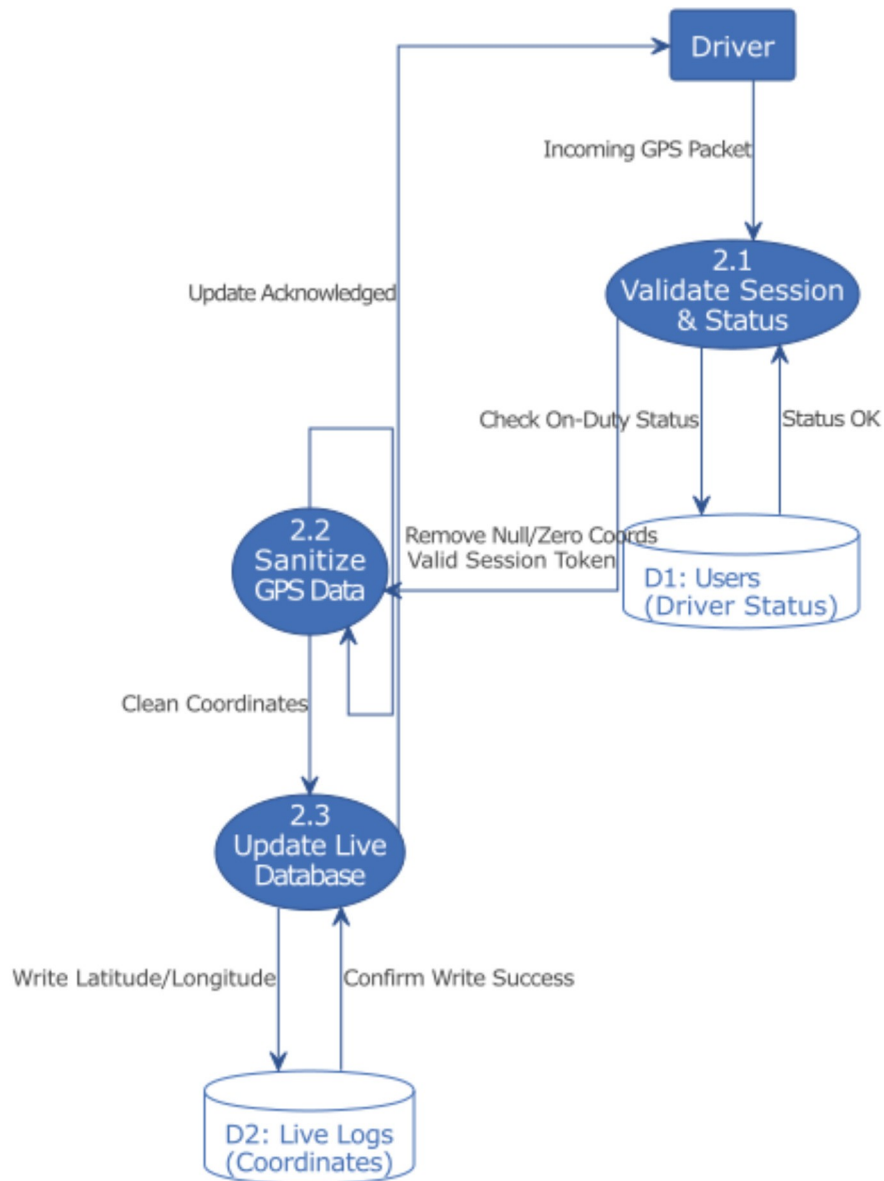 Driver
Incoming GPS Packet
2.1
Validate Session
& Status
Update Acknowledged
Check On-Duty Status
Status OK
2.2
Sanitize
GPS Data
Remove Null/Zero Coords
Valid Session Token
D1: Users
(Driver Status)
Clean Coordinates
2.3
Update Live
Database
Write Latitude/Longitude
Confirm Write Success
D2: Live Logs
(Coordinates)